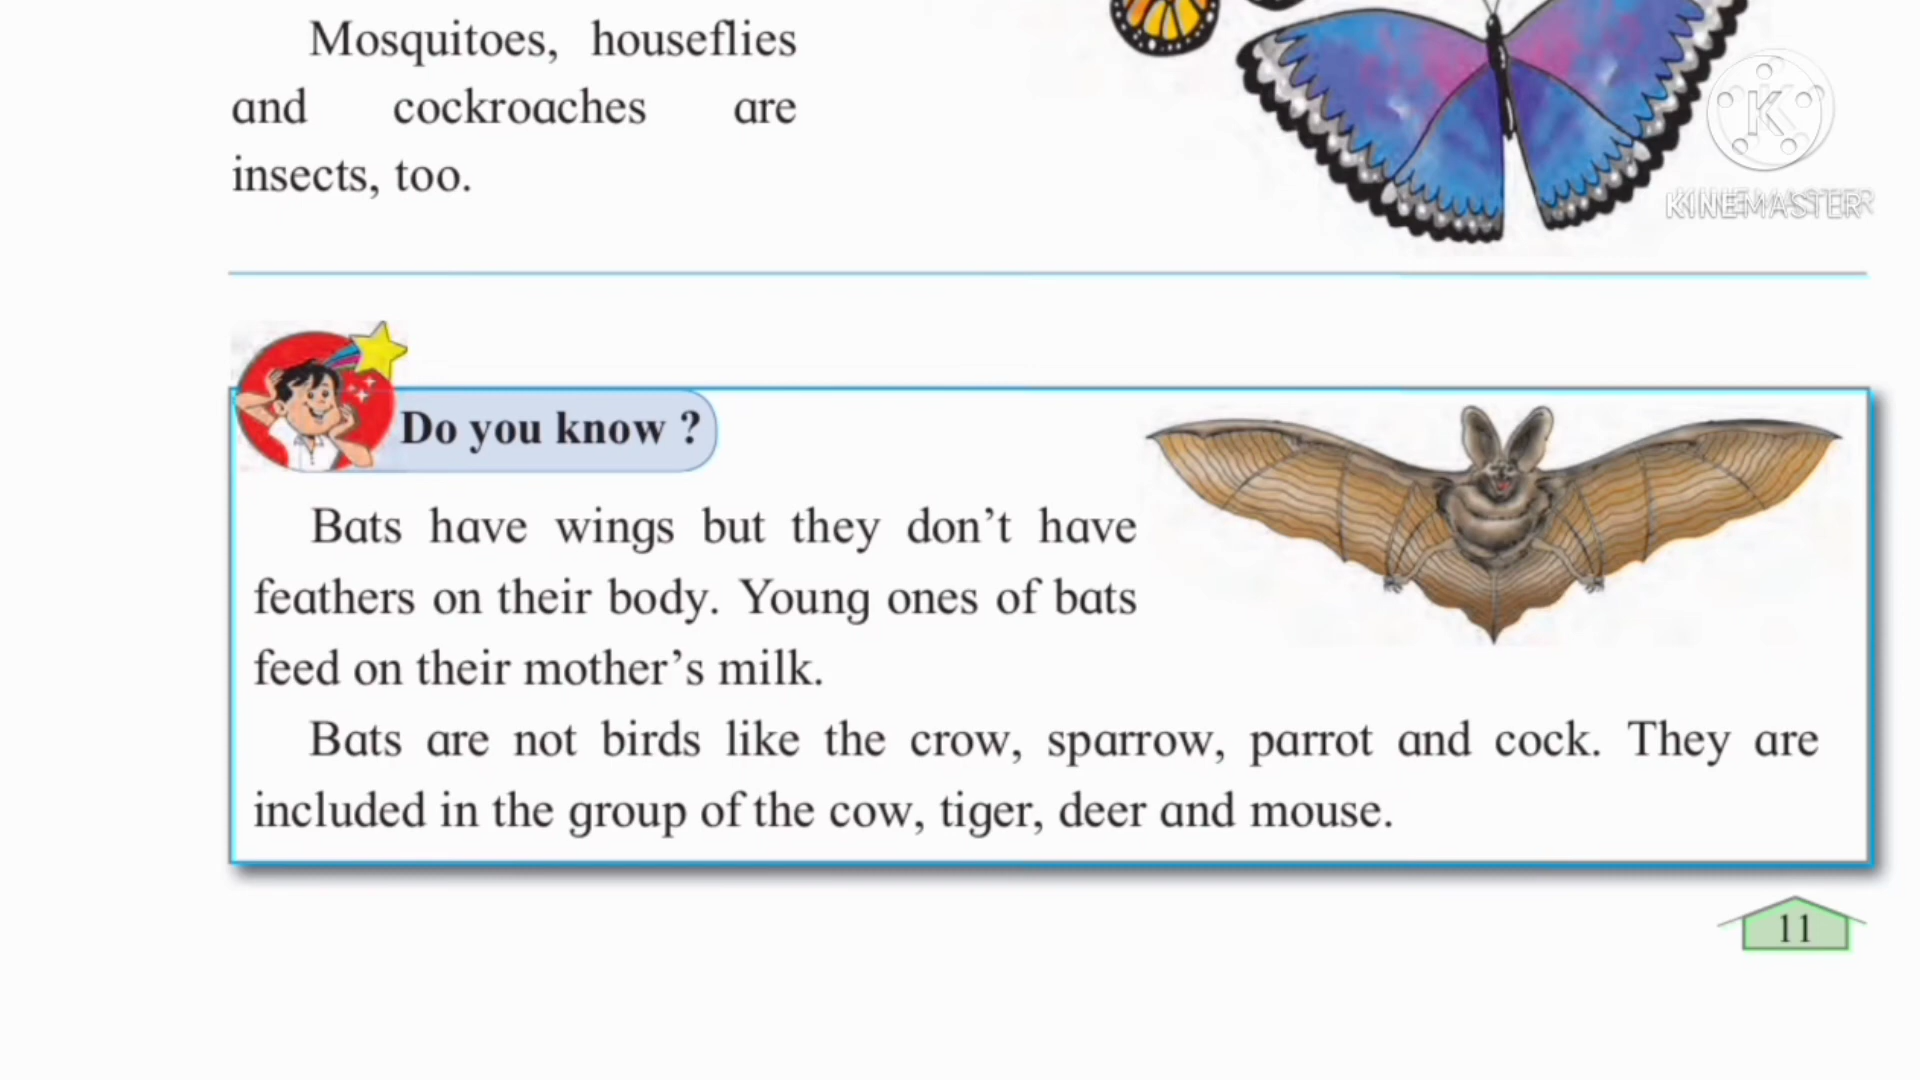 Mosquitoes, houseflies
and cockroaches are
insects, too.
K
KINEMASTER
Do you know ?
Bats have wings but they don't have
feathers on their body. Young ones of bats
feed on their mother's milk.
Bats are not birds like the crow, sparrow, parrot and cock. They are
included in the group of the cow, tiger, deer and mouse.
11